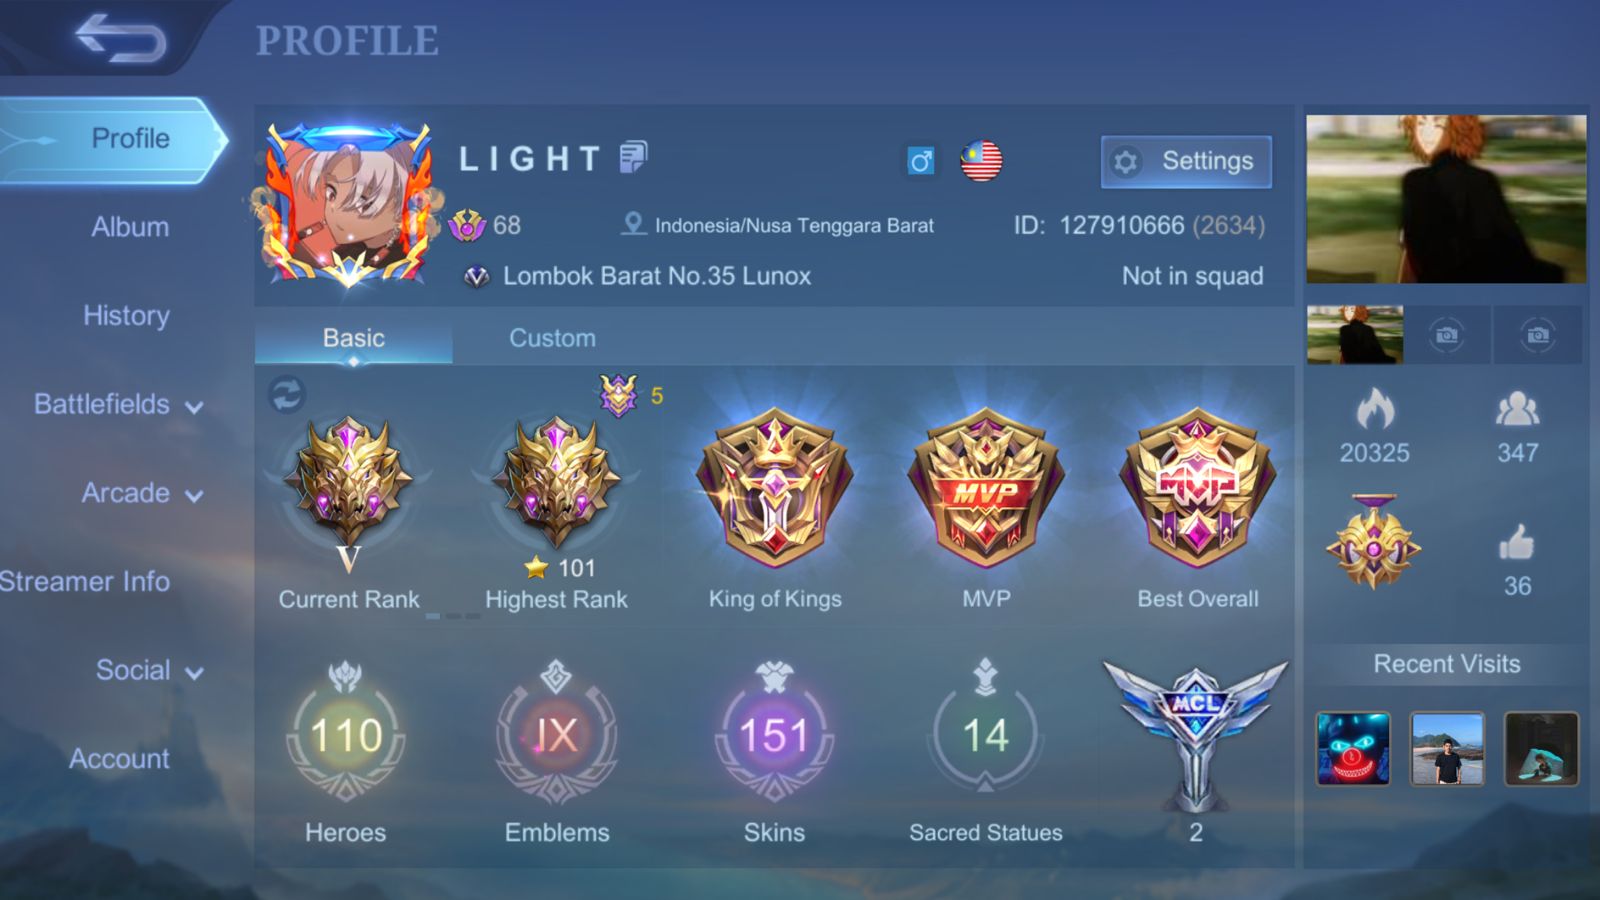 PROFILE
Profile
Album
History
Battlefields
Arcade
Streamer Info
Social
Account
LIGHT
Settings
68
Indonesia/Nusa Tenggara Barat
ID: 127910666 (2634)
Lombok Barat No.35 Lunox
Not in squad
Basic
Custom
5
V
Current Rank
101
Highest Rank
King of Kings
MVP
MVP
MVP
Best Overall
110
Heroes
IX
Emblems
151
Skins
14
Sacred Statues
MCL
2
20325
347
36
Recent Visits